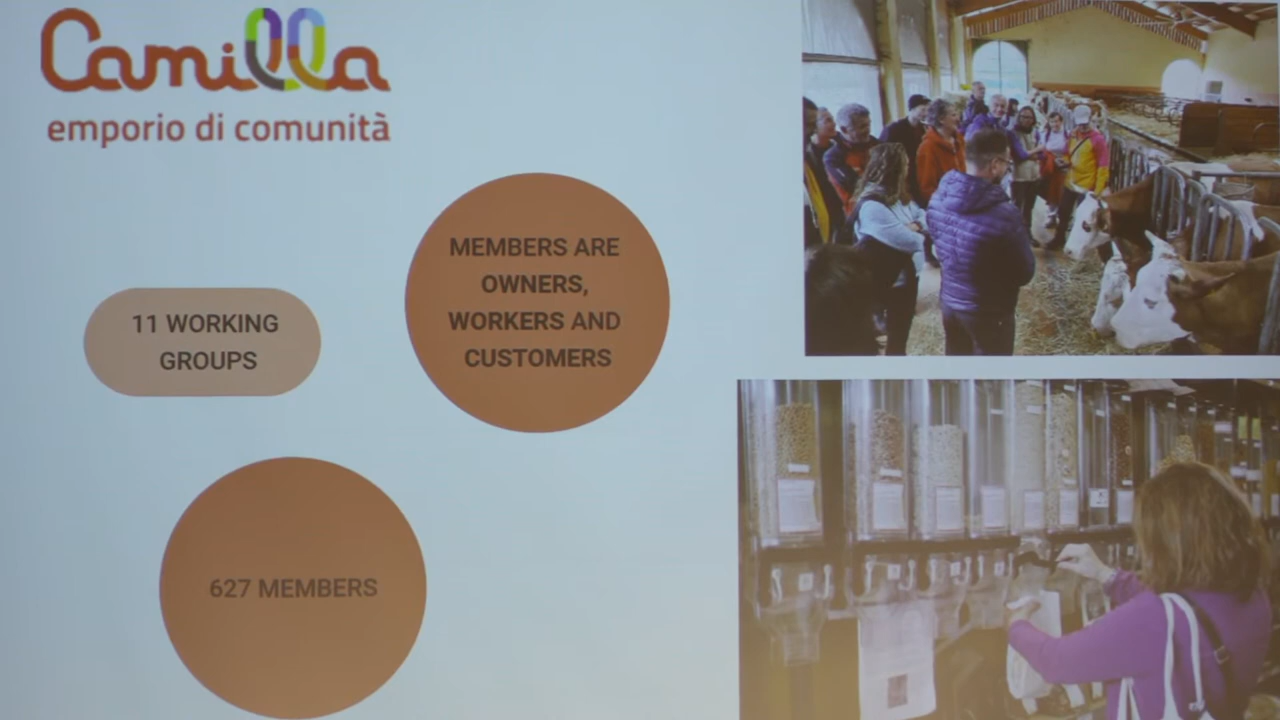 Camilla
emporio di comunità
MEMBERS ARE
OWNERS,
WORKERS AND
CUSTOMERS
11 WORKING
GROUPS
627 MEMBERS